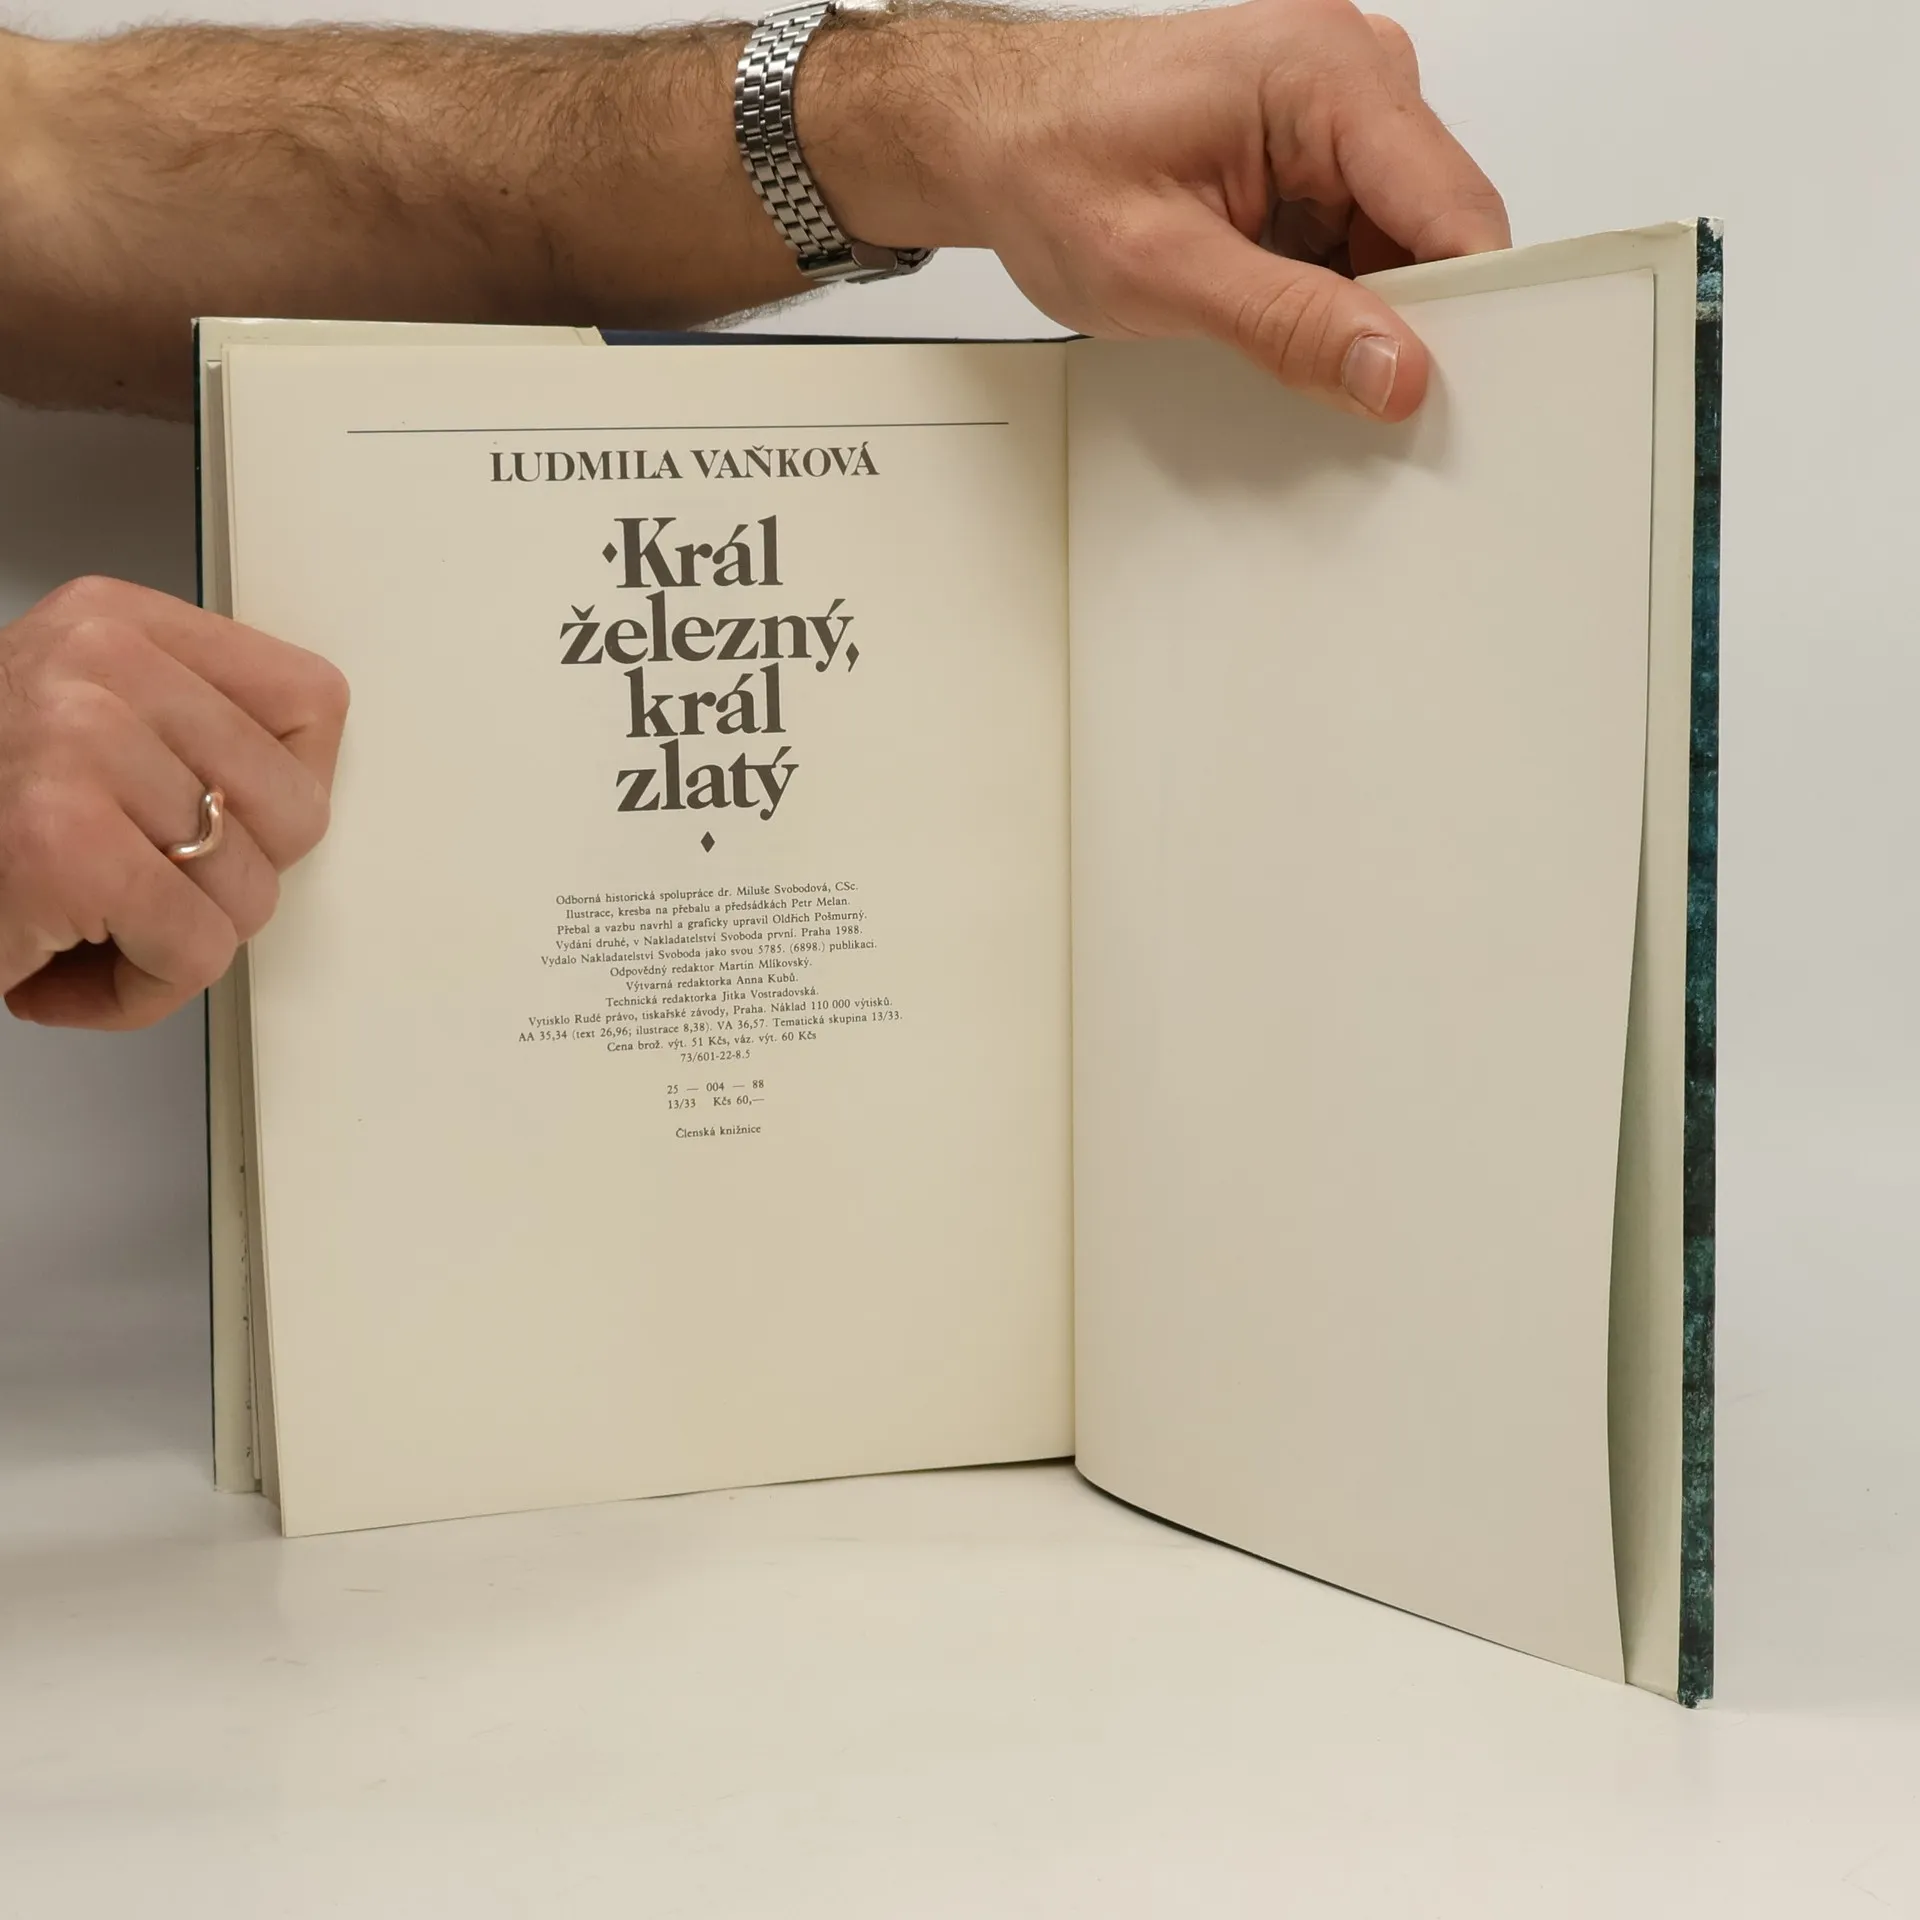 LUDMILA VAŇKOVÁ
Král
železný,
král
zlatý
Odborná historická spolupráce dr. Miluše Svobodová, CSc.
Ilustrace, kresba na přebalu a předsádkách Petr Melan.
Přebal a vazbu navrhl a graficky upravil Oldřich Pošmurný.
Vydání druhé, v Nakladatelství Svoboda první. Praha 1988.
Vydalo Nakladatelství Svoboda jako svou 5785. (6898.) publikaci.
Odpovědný redaktor Martin Mlíkovský.
Výtvarná redaktorka Anna Kubů.
Technická redaktorka Jitka Vostradovská.
Vytisklo Rudé právo, tiskařské závody, Praha. Náklad 110 000 výtisků.
AA 35,34 (text 26,96; ilustrace 8,38). VA 36,57. Tematická skupina 13/33.
Cena brož. výt. 51 Kčs, váz. výt. 60 Kčs
73/601-22-8.5
25 — 004 — 88
13/33 Kčs 60,—
Členská knižnice